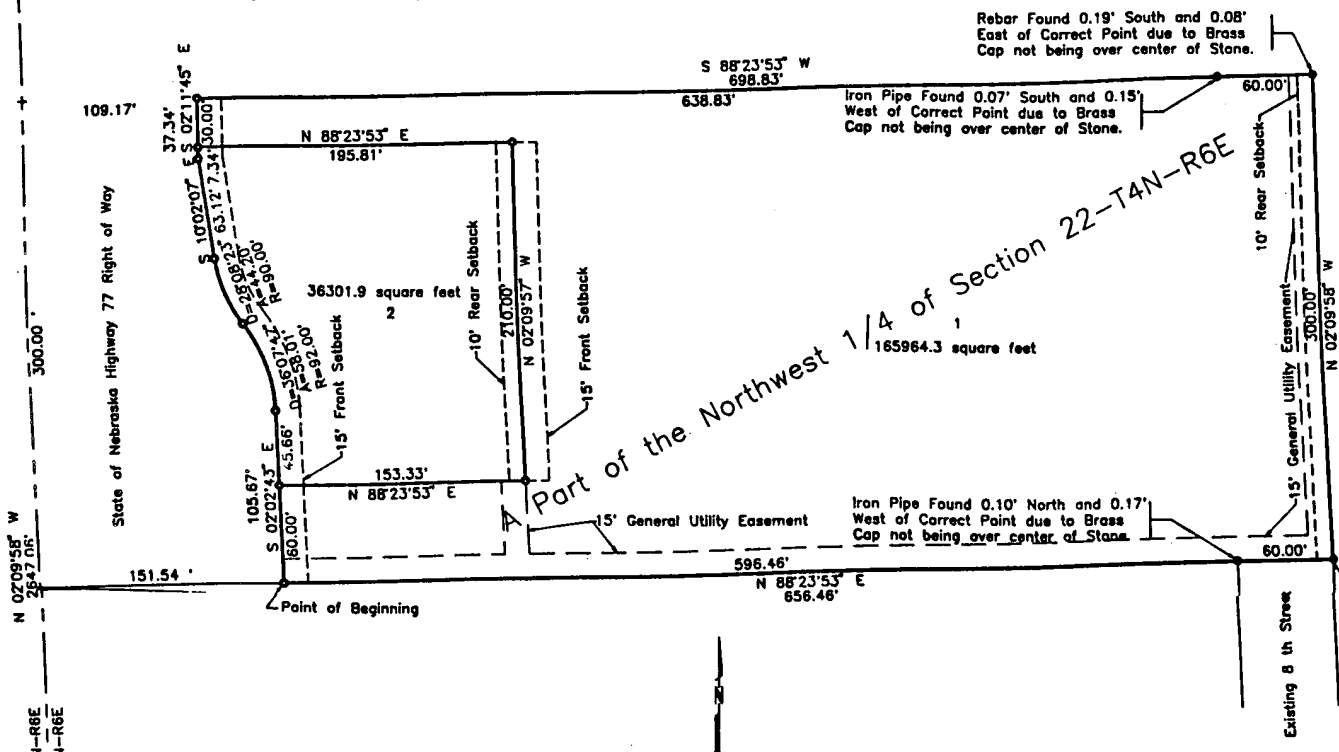 Rebar Found 0.19' South and 0.08'
East of Correct Point due to Brass
Cap not being over center of Stone.
S 88°23'53" W
698.83'
638.83'
60.00'
Iron Pipe Found 0.07' South and 0.15'
West of Correct Point due to Brass
Cap not being over center of Stone.
109.17'
37.34'
S 02°11'45" E
30.00'
7.34'
N 88°23'53" E
195.81'
S 10°02'07" E
63.12'
D=28°08'23"
A=44.20'
R=90.00'
D=36°07'42"
A=58.01'
R=92.00'
State of Nebraska Highway 77 Right of Way
300.00'
36301.9 square feet
2
15' Front Setback
10' Rear Setback
210.00'
N 02°09'57" W
15' Front Setback
A Part of the Northwest 1/4 of Section 22-T4N-R6E
1
165964.3 square feet
10' Rear Setback
15' General Utility Easement
300.00'
N 02°09'58" W
45.66'
105.67'
S 02°02'43" E
60.00'
153.33'
N 88°23'53" E
15' General Utility Easement
Iron Pipe Found 0.10' North and 0.17'
West of Correct Point due to Brass
Cap not being over center of Stone
60.00'
596.46'
N 88°23'53" E
656.46'
N 02°09'58" W
2647.06'
151.54'
Point of Beginning
N
Existing 8 th Street
N-R6E
N-R6E